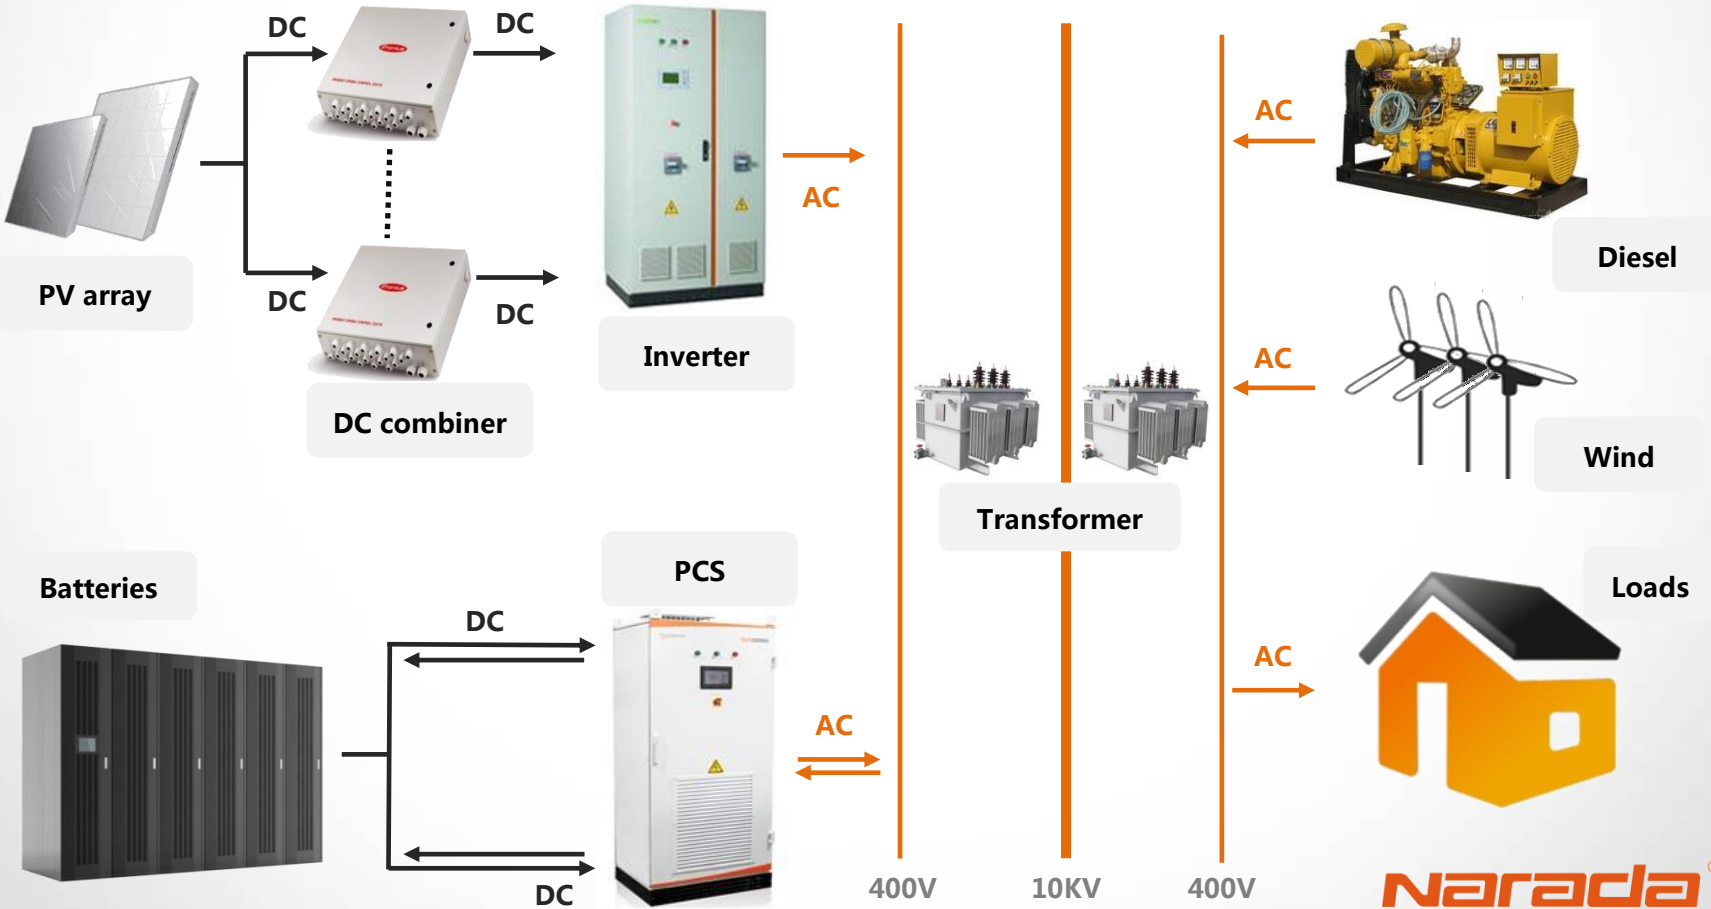 DC
DC
AC
AC
PV array
DC
DC
Diesel
Inverter
AC
DC combiner
Wind
Transformer
Batteries
PCS
Loads
DC
AC
AC
DC
400V
10KV
400V
Narada